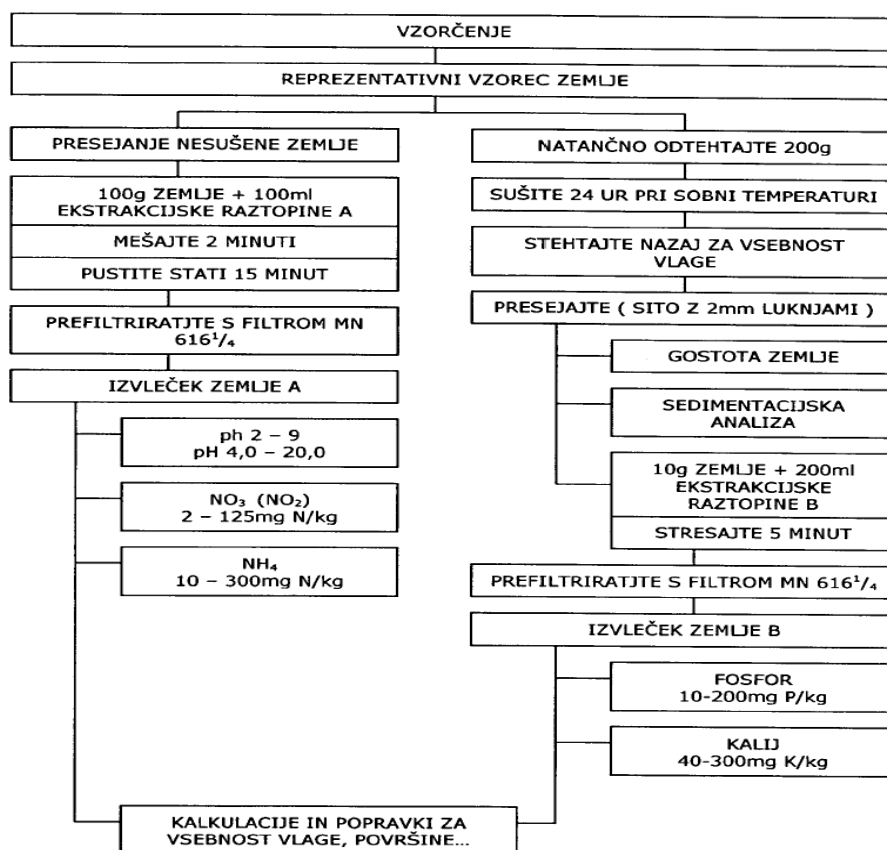 VZORČENJE
REPREZENTATIVNI VZOREC ZEMLJE
PRESEJANJE NESUŠENE ZEMLJE
100g ZEMLJE + 100ml
EKSTRAKCIJSKE RAZTOPINE A
MEŠAJTE 2 MINUTI
PUSTITE STATI 15 MINUT
PREFILTRIRATJTE S FILTROM MN
616¹/₄
IZVLEČEK ZEMLJE A
ph 2 – 9
pH 4,0 – 20,0
NO₃ (NO₂)
2 – 125mg N/kg
NH₄
10 – 300mg N/kg
NATANČNO ODTEHTAJTE 200g
SUŠITE 24 UR PRI SOBNI TEMPERATURI
STEHTAJTE NAZAJ ZA VSEBNOST
VLAGE
PRESEJAJTE ( SITO Z 2mm LUKNJAMI )
GOSTOTA ZEMLJE
SEDIMENTACIJSKA
ANALIZA
10g ZEMLJE + 200ml
EKSTRAKCIJSKE
RAZTOPINE B
STRESAJTE 5 MINUT
PREFILTRIRATJTE S FILTROM MN 616¹/₄
IZVLEČEK ZEMLJE B
FOSFOR
10-200mg P/kg
KALIJ
40-300mg K/kg
KALKULACIJE IN POPRAVKI ZA
VSEBNOST VLAGE, POVRŠINE...